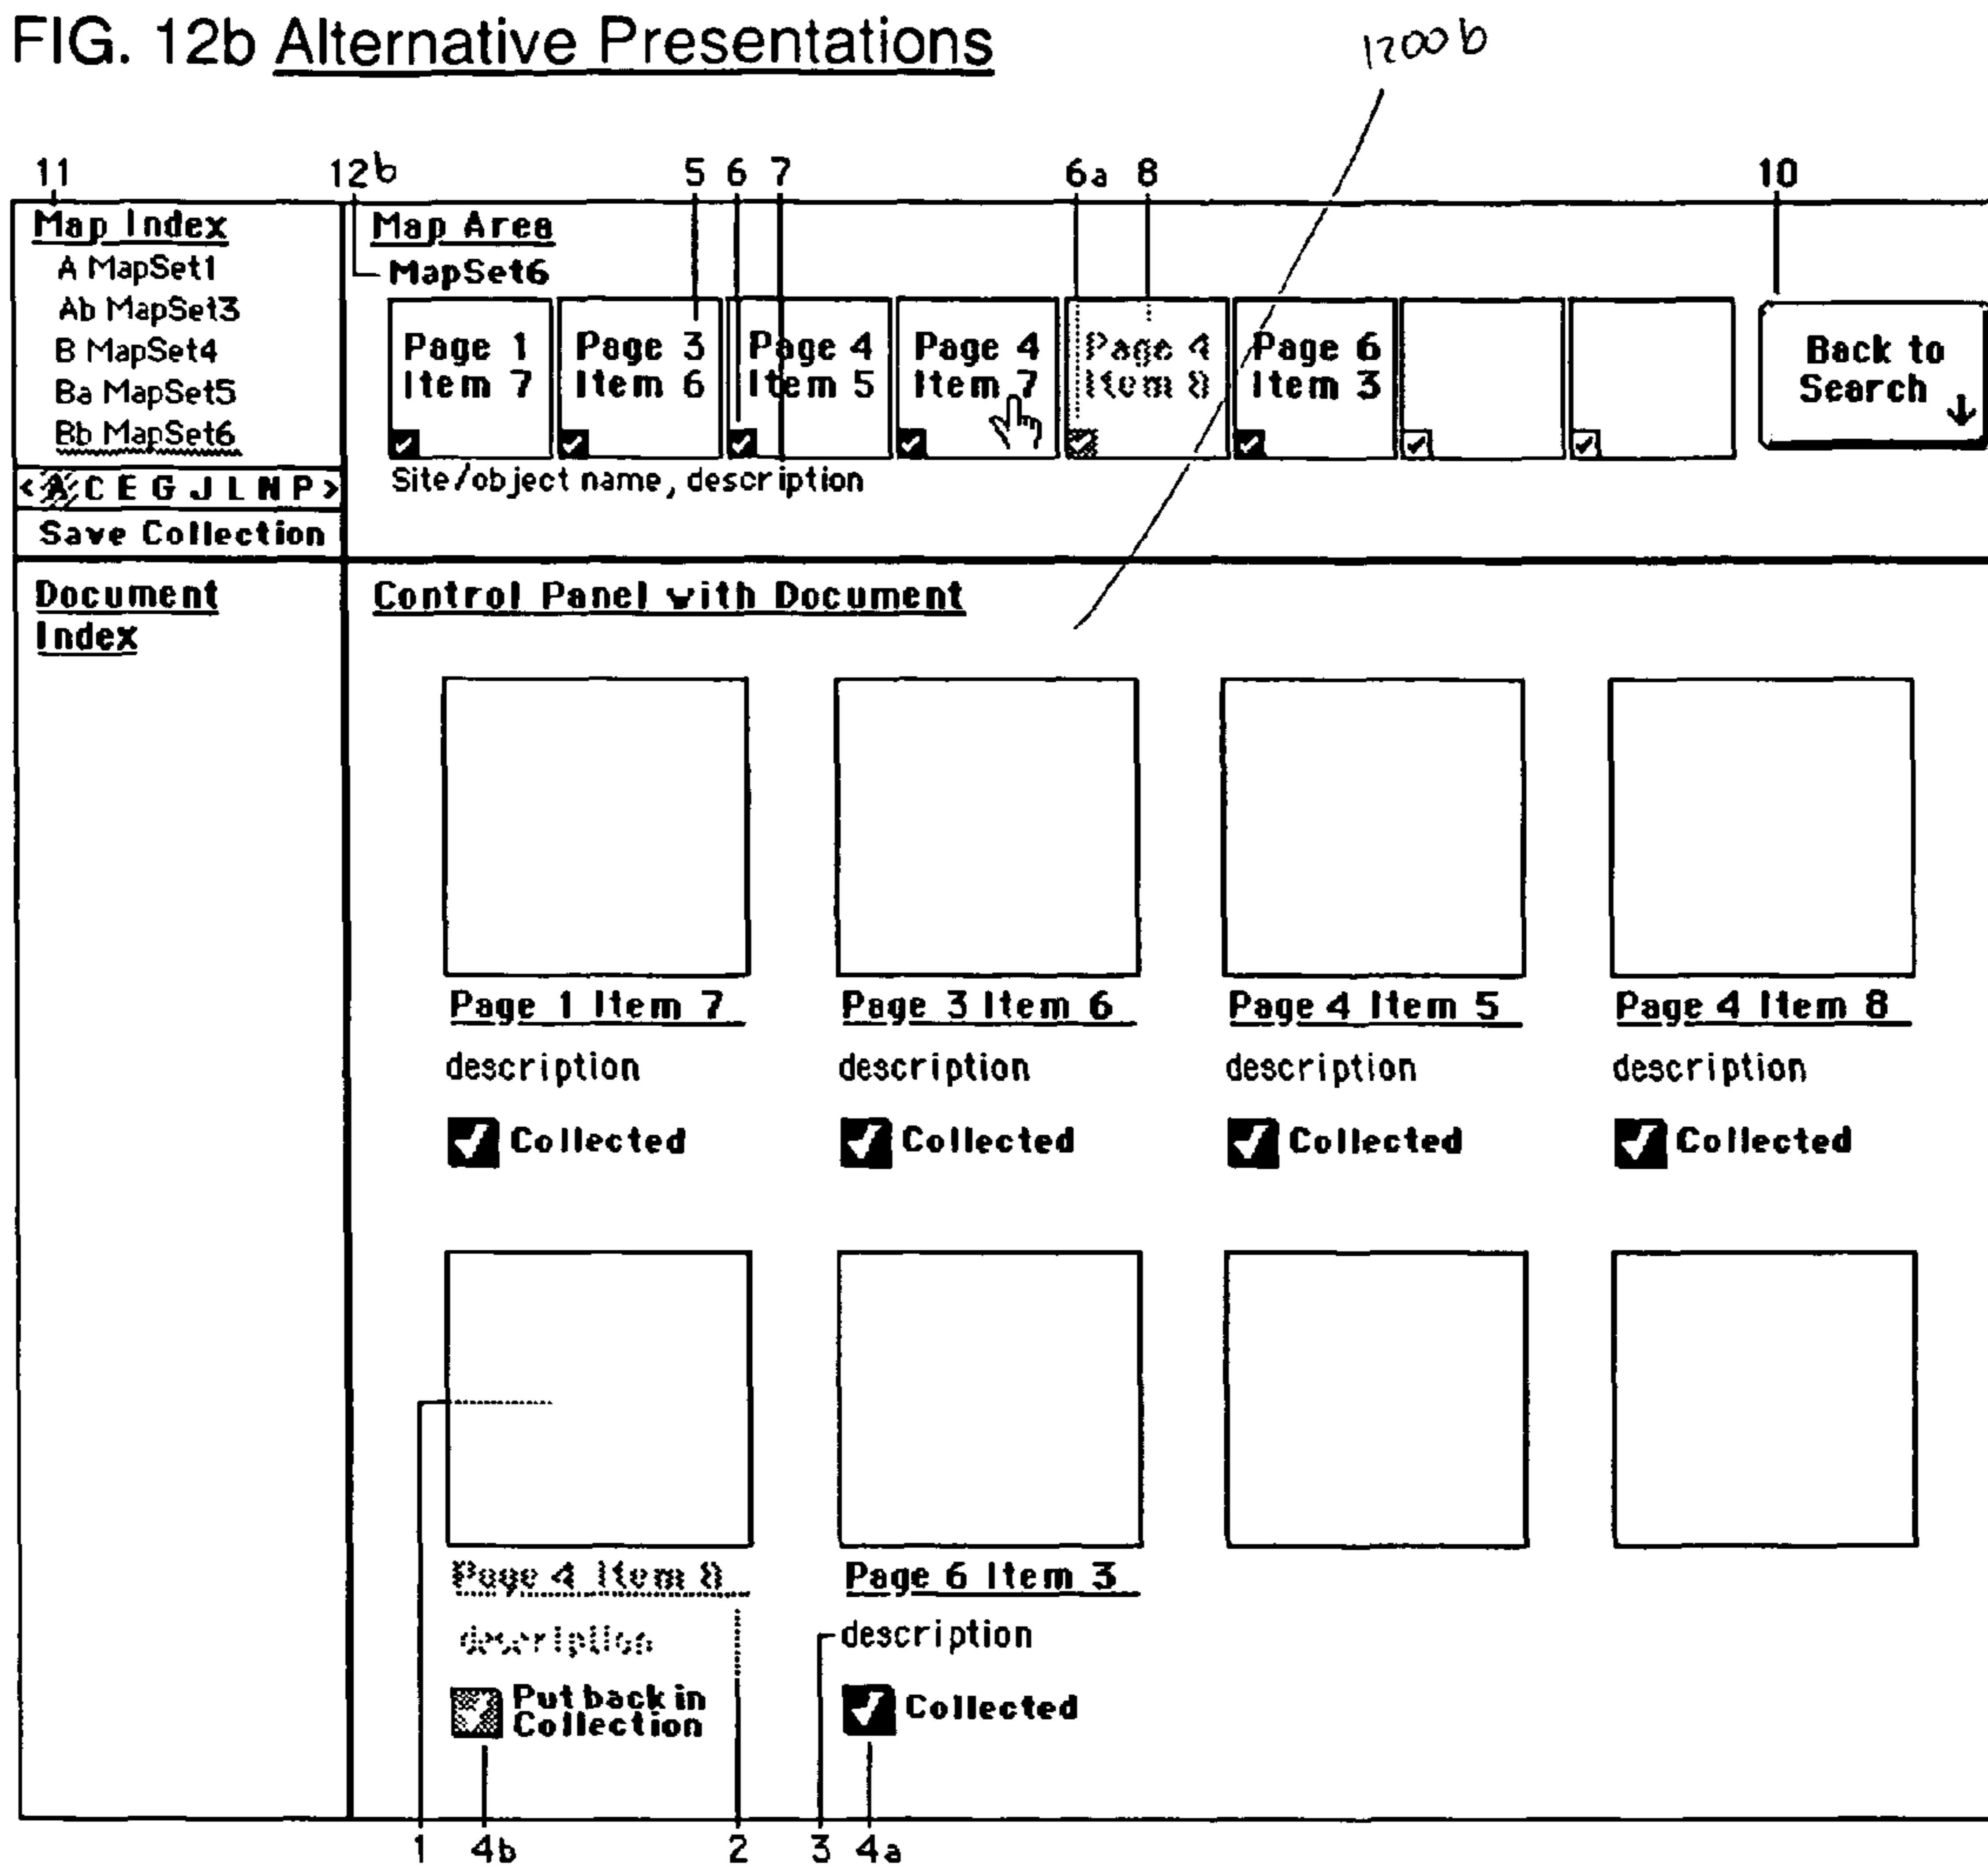 FIG. 12b Alternative Presentations
1200b
11 12b 5 6 7 6a 8 10
Map Index
A MapSet1
Ab MapSet3
B MapSet4
Ba MapSet5
Bb MapSet6
<A C E G J L N P>
Save Collection
Map Area
MapSet6
Page 1
Item 7
Page 3
Item 6
Page 4
Item 5
Page 4
Item 7
Page 4
Item 8
Page 6
Item 3
Back to
Search
Site/object name, description
Document
Index
Control Panel with Document
Page 1 Item 7
description
Collected
Page 3 Item 6
description
Collected
Page 4 Item 5
description
Collected
Page 4 Item 8
description
Collected
Page 4 Item 8
description
Put back in
Collection
Page 6 Item 3
description
Collected
1 4b 2 3 4a